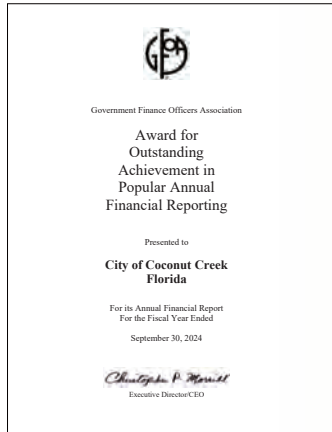 GFOA
Government Finance Officers Association
Award for
Outstanding
Achievement in
Popular Annual
Financial Reporting
Presented to
City of Coconut Creek
Florida
For its Annual Financial Report
For the Fiscal Year Ended
September 30, 2024
Christopher P. Morrill
Executive Director/CEO